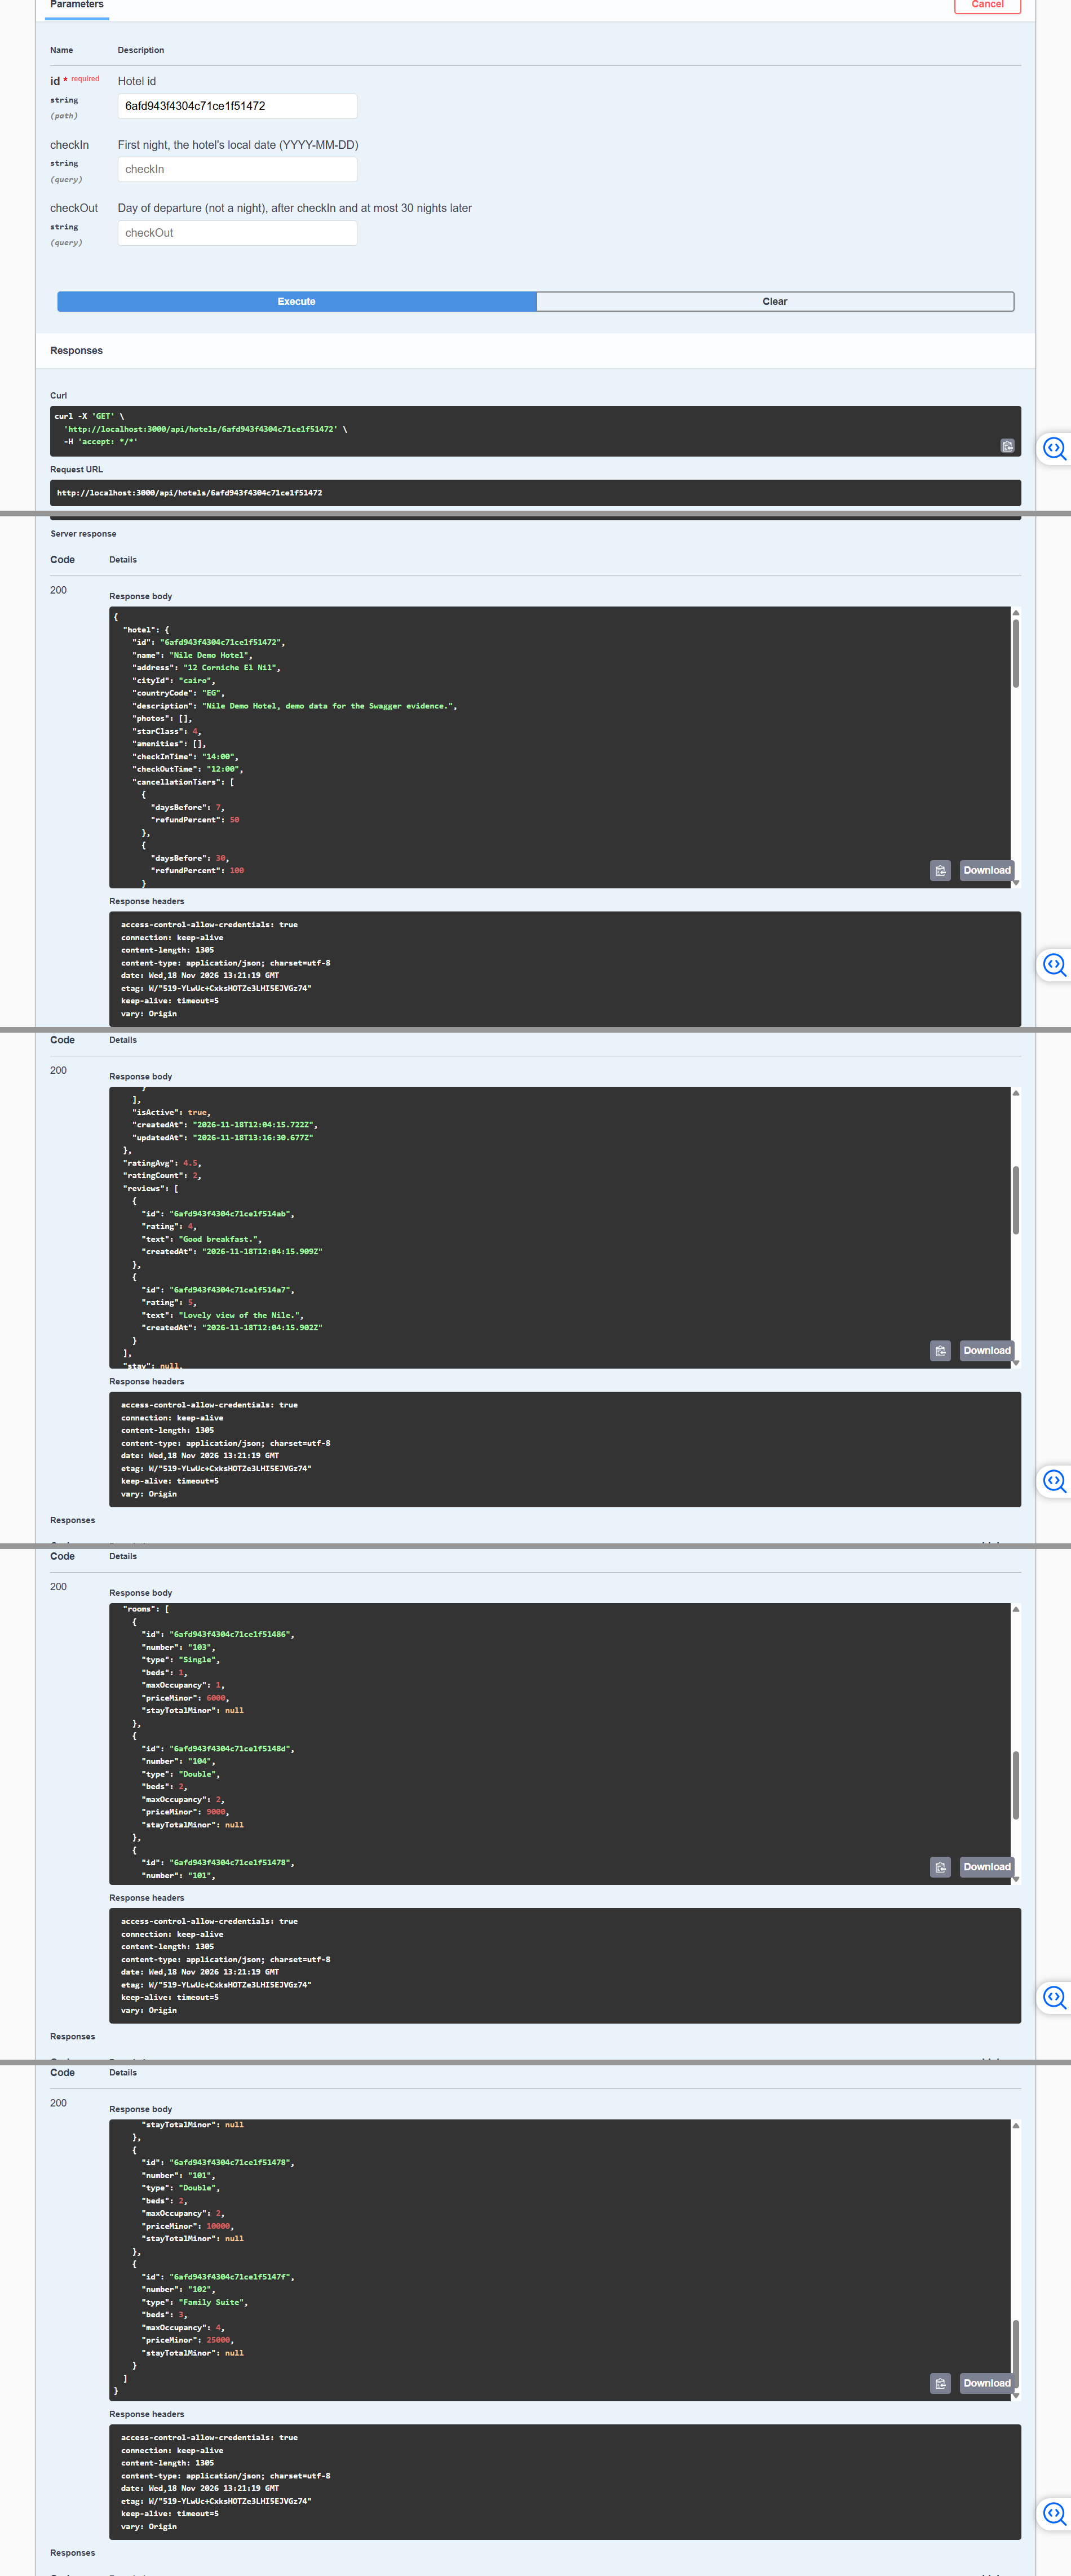 Parameters
Cancel
Name Description
id * required Hotel id
string
(path)
6afd943f4304c71ce1f51472
checkIn First night, the hotel's local date (YYYY-MM-DD)
string
(query)
checkIn
checkOut Day of departure (not a night), after checkIn and at most 30 nights later
string
(query)
checkOut
Execute Clear
Responses
Curl
curl -X 'GET' \
'http://localhost:3000/api/hotels/6afd943f4304c71ce1f51472' \
-H 'accept: */*'
Request URL
http://localhost:3000/api/hotels/6afd943f4304c71ce1f51472
Server response
Code Details
200
Response body
{
"hotel": {
"id": "6afd943f4304c71ce1f51472",
"name": "Nile Demo Hotel",
"address": "12 Corniche El Nil",
"cityId": "cairo",
"countryCode": "EG",
"description": "Nile Demo Hotel, demo data for the Swagger evidence.",
"photos": [],
"starClass": 4,
"amenities": [],
"checkInTime": "14:00",
"checkOutTime": "12:00",
"cancellationTiers": [
{
"daysBefore": 7,
"refundPercent": 50
},
{
"daysBefore": 30,
"refundPercent": 100
}
Download
Response headers
access-control-allow-credentials: true
connection: keep-alive
content-length: 1305
content-type: application/json; charset=utf-8
date: Wed,18 Nov 2026 13:21:19 GMT
etag: W/"519-YLwUc+CxksHOTZe3LHI5EJVGz74"
keep-alive: timeout=5
vary: Origin
Code Details
200
Response body
}
],
"isActive": true,
"createdAt": "2026-11-18T12:04:15.722Z",
"updatedAt": "2026-11-18T13:16:30.677Z"
},
"ratingAvg": 4.5,
"ratingCount": 2,
"reviews": [
{
"id": "6afd943f4304c71ce1f514ab",
"rating": 4,
"text": "Good breakfast.",
"createdAt": "2026-11-18T12:04:15.909Z"
},
{
"id": "6afd943f4304c71ce1f514a7",
"rating": 5,
"text": "Lovely view of the Nile.",
"createdAt": "2026-11-18T12:04:15.902Z"
}
],
"stay": null,
Download
Response headers
access-control-allow-credentials: true
connection: keep-alive
content-length: 1305
content-type: application/json; charset=utf-8
date: Wed,18 Nov 2026 13:21:19 GMT
etag: W/"519-YLwUc+CxksHOTZe3LHI5EJVGz74"
keep-alive: timeout=5
vary: Origin
Responses
Code Details
200
Response body
"rooms": [
{
"id": "6afd943f4304c71ce1f51486",
"number": "103",
"type": "Single",
"beds": 1,
"maxOccupancy": 1,
"priceMinor": 6000,
"stayTotalMinor": null
},
{
"id": "6afd943f4304c71ce1f5148d",
"number": "104",
"type": "Double",
"beds": 2,
"maxOccupancy": 2,
"priceMinor": 9000,
"stayTotalMinor": null
},
{
"id": "6afd943f4304c71ce1f51478",
"number": "101",
Download
Response headers
access-control-allow-credentials: true
connection: keep-alive
content-length: 1305
content-type: application/json; charset=utf-8
date: Wed,18 Nov 2026 13:21:19 GMT
etag: W/"519-YLwUc+CxksHOTZe3LHI5EJVGz74"
keep-alive: timeout=5
vary: Origin
Responses
Code Details
200
Response body
"stayTotalMinor": null
},
{
"id": "6afd943f4304c71ce1f51478",
"number": "101",
"type": "Double",
"beds": 2,
"maxOccupancy": 2,
"priceMinor": 10000,
"stayTotalMinor": null
},
{
"id": "6afd943f4304c71ce1f5147f",
"number": "102",
"type": "Family Suite",
"beds": 3,
"maxOccupancy": 4,
"priceMinor": 25000,
"stayTotalMinor": null
}
]
}
Download
Response headers
access-control-allow-credentials: true
connection: keep-alive
content-length: 1305
content-type: application/json; charset=utf-8
date: Wed,18 Nov 2026 13:21:19 GMT
etag: W/"519-YLwUc+CxksHOTZe3LHI5EJVGz74"
keep-alive: timeout=5
vary: Origin
Responses